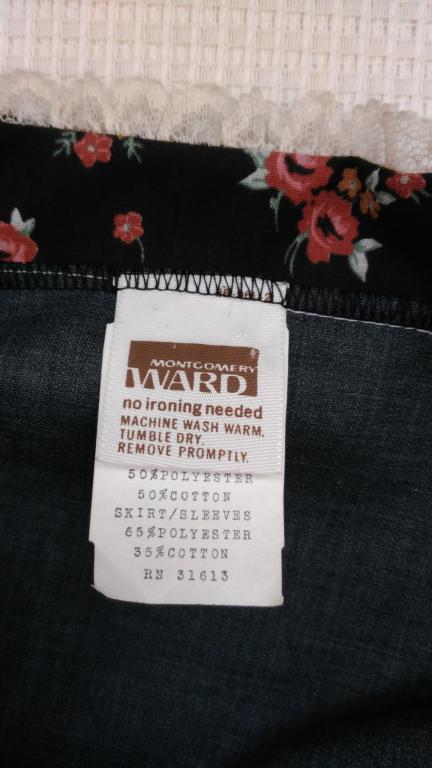 MONTGOMERY
WARD
no ironing needed
MACHINE WASH WARM.
TUMBLE DRY.
REMOVE PROMPTLY.
50%POLYESTER
50%COTTON
SKIRT/SLEEVES
65%POLYESTER
35%COTTON
RN 31613